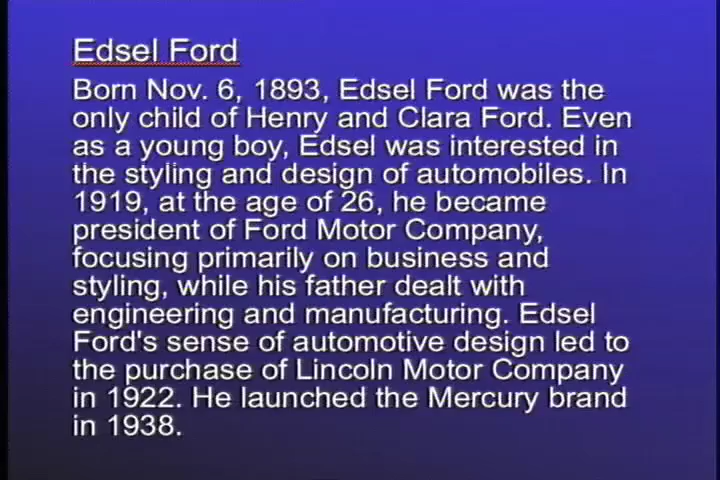 Edsel Ford
Born Nov. 6, 1893, Edsel Ford was the
only child of Henry and Clara Ford. Even
as a young boy, Edsel was interested in
the styling and design of automobiles. In
1919, at the age of 26, he became
president of Ford Motor Company,
focusing primarily on business and
styling, while his father dealt with
engineering and manufacturing. Edsel
Ford's sense of automotive design led to
the purchase of Lincoln Motor Company
in 1922. He launched the Mercury brand
in 1938.